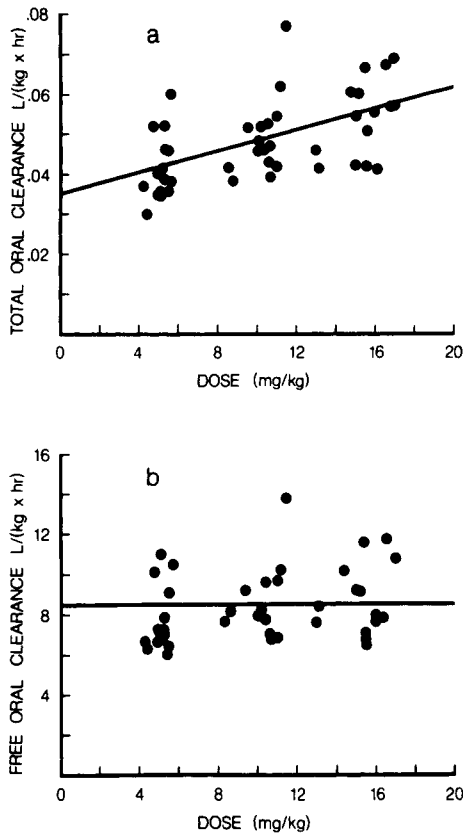 a
TOTAL ORAL CLEARANCE L/(kg x hr)
.08
.06
.04
.02
0 4 8 12 16 20
DOSE (mg/kg)
b
FREE ORAL CLEARANCE L/(kg x hr)
16
12
8
4
0 4 8 12 16 20
DOSE (mg/kg)